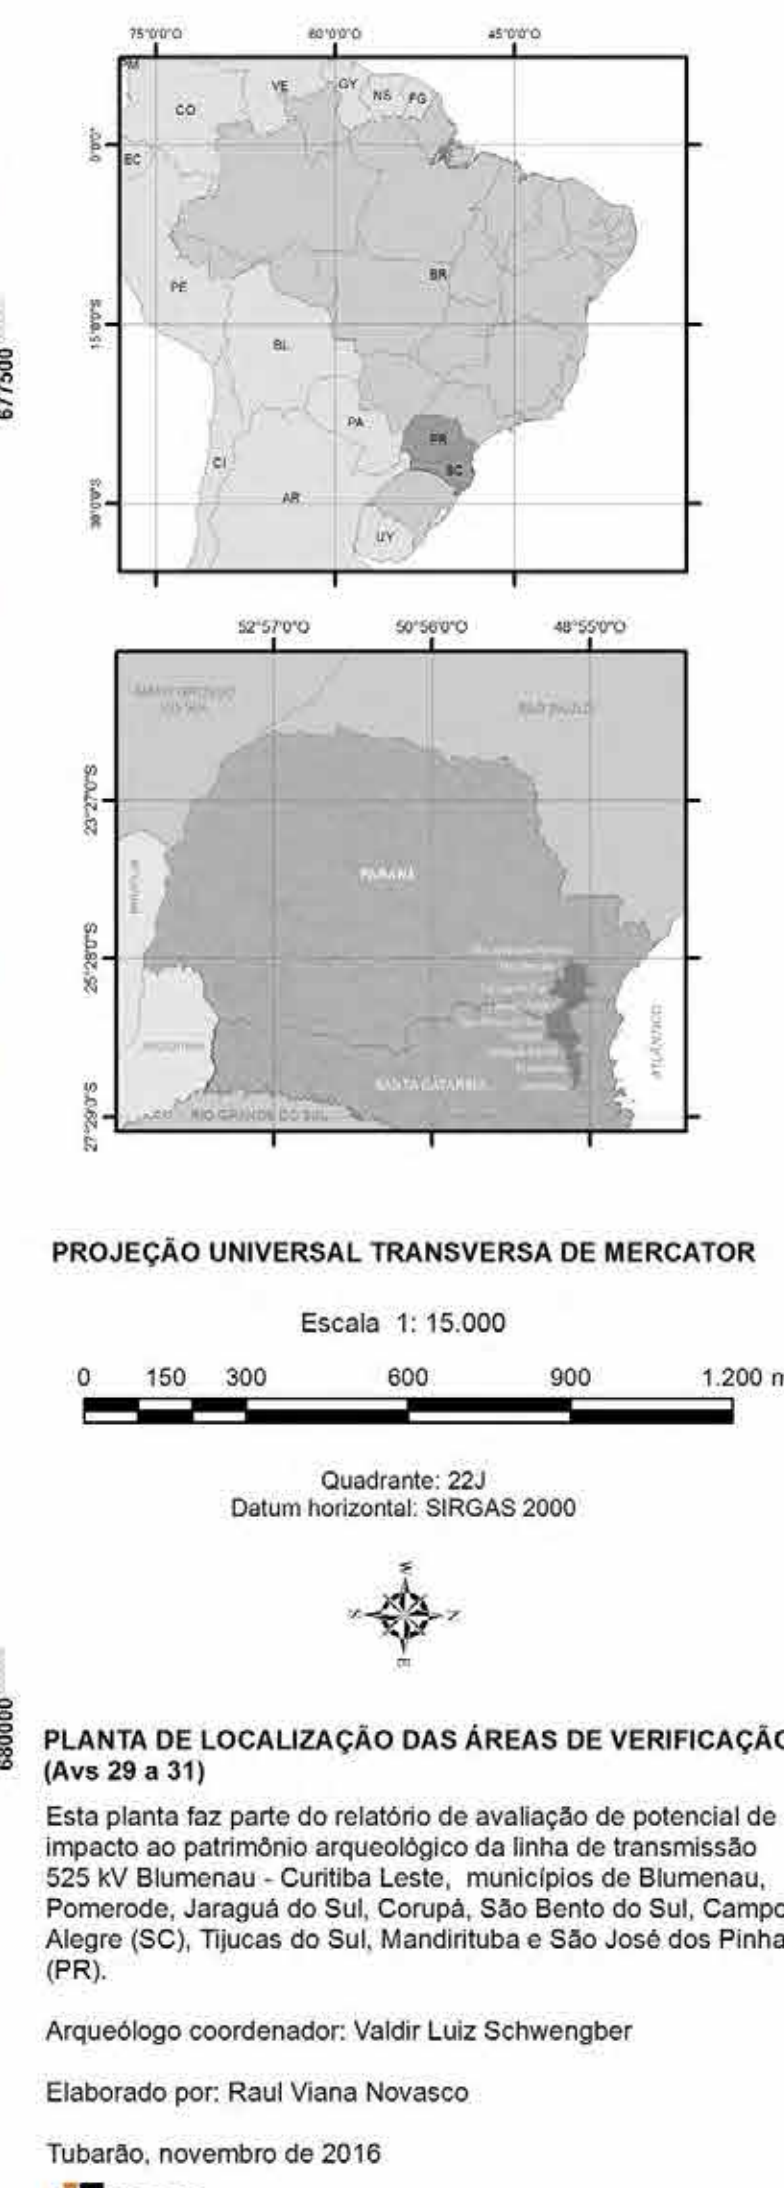 75°0'0"O 60°0'0"O 45°0'0"O
CO VE GY NS FG
0°0'0"
EC
PE BR
15°0'0"S
BL
PA PR
CI SC
AR
30°0'0"S
UY
677500
52°57'0"O 50°56'0"O 48°55'0"O
SÃO PAULO
23°27'0"S
PARANÁ
25°28'0"S
ATLÂNTICO
SANTA CATARINA
RIO GRANDE DO SUL
27°29'0"S
PROJEÇÃO UNIVERSAL TRANSVERSA DE MERCATOR
Escala 1: 15.000
0 150 300 600 900 1.200 m
Quadrante: 22J
Datum horizontal: SIRGAS 2000
W
S N
E
680000
PLANTA DE LOCALIZAÇÃO DAS ÁREAS DE VERIFICAÇÃO
(Avs 29 a 31)
Esta planta faz parte do relatório de avaliação de potencial de
impacto ao patrimônio arqueológico da linha de transmissão
525 kV Blumenau - Curitiba Leste, municípios de Blumenau,
Pomerode, Jaraguá do Sul, Corupá, São Bento do Sul, Campo
Alegre (SC), Tijucas do Sul, Mandirituba e São José dos Pinha
(PR).
Arqueólogo coordenador: Valdir Luiz Schwengber
Elaborado por: Raul Viana Novasco
Tubarão, novembro de 2016